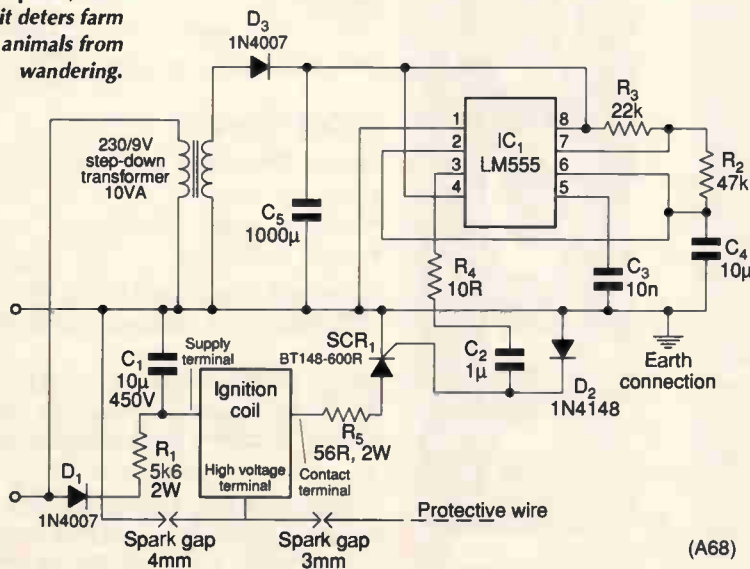 it deters farm
animals from
wandering.
D3
1N4007
230/9V
step-down
transformer
10VA
C5
1000μ
1
2
3
4
IC1
LM555
8
7
6
5
R3
22k
R2
47k
C4
10μ
C3
10n
R4
10R
C2
1μ
D2
1N4148
Earth
connection
SCR1
BT148-600R
C1
10μ
450V
Supply
terminal
Ignition
coil
High voltage
terminal
R5
56R, 2W
Contact
terminal
R1
5k6
2W
D1
1N4007
Spark gap
4mm
Spark gap
3mm
Protective wire
(A68)